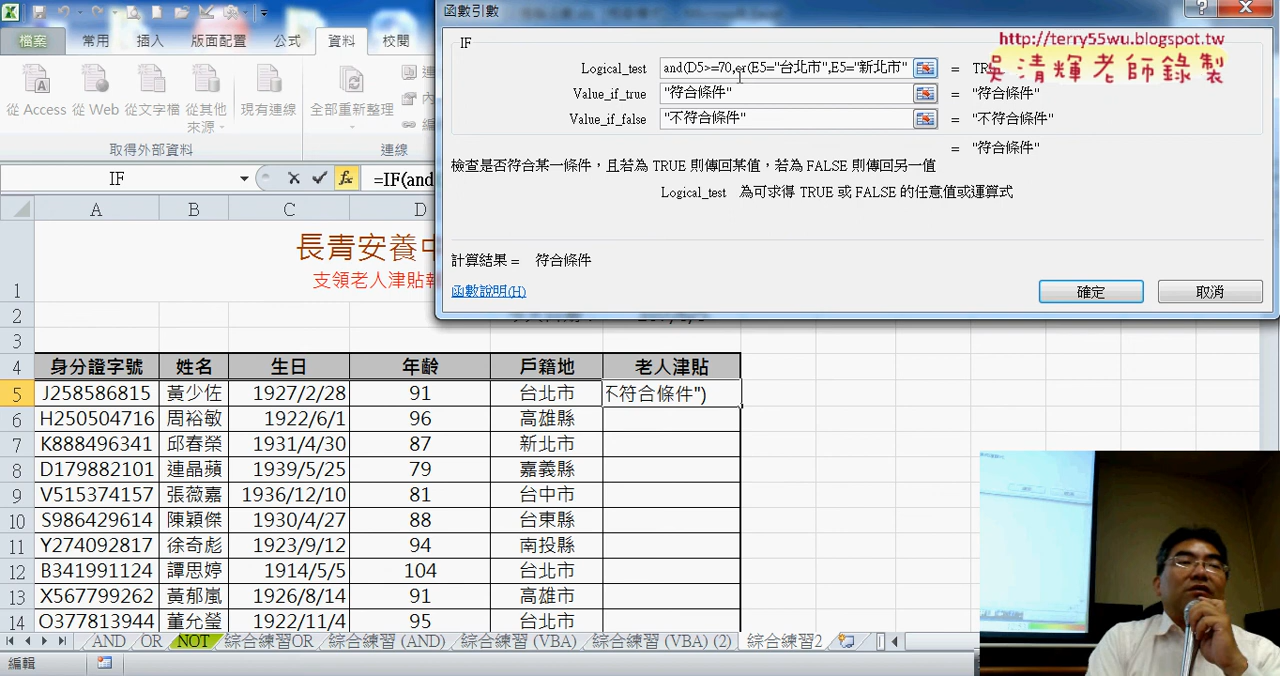 函數引數
http://terry55wu.blogspot.tw
吳清輝老師錄製
檔案 常用 插入 版面配置 公式 資料 校閱
IF
Logical_test and(D5>=70,or(E5="台北市",E5="新北市" =
Value_if_true "符合條件" = "符合條件"
Value_if_false "不符合條件" = "不符合條件"
= "符合條件"
從 Access 從 Web 從文字檔 從其他來源 現有連線 全部重新整理
取得外部資料 連線
檢查是否符合某一條件，且若為 TRUE 則傳回某值，若為 FALSE 則傳回另一值
Logical_test 為可求得 TRUE 或 FALSE 的任意值或運算式
計算結果 = 符合條件
函數說明(H)
確定 取消
IF fx =IF(and
A B C D
1 長青安養中
支領老人津貼
2
3
4 身分證字號 姓名 生日 年齡 戶籍地 老人津貼
5 J258586815 黃少佐 1927/2/28 91 台北市 不符合條件")
6 H250504716 周裕敏 1922/6/1 96 高雄縣
7 K888496341 邱春榮 1931/4/30 87 新北市
8 D179882101 連晶蘋 1939/5/25 79 嘉義縣
9 V515374157 張薇嘉 1936/12/10 81 台中市
10 S986429614 陳穎傑 1930/4/27 88 台東縣
11 Y274092817 徐奇彪 1923/9/12 94 南投縣
12 B341991124 譚思婷 1914/5/5 104 台北市
13 X567799262 黃郁嵐 1926/8/14 91 高雄市
14 O377813944 董允瑩 1922/11/4 95 台北市
AND OR NOT 綜合練習OR 綜合練習 (AND) 綜合練習 (VBA) 綜合練習 (VBA) (2) 綜合練習2
編輯